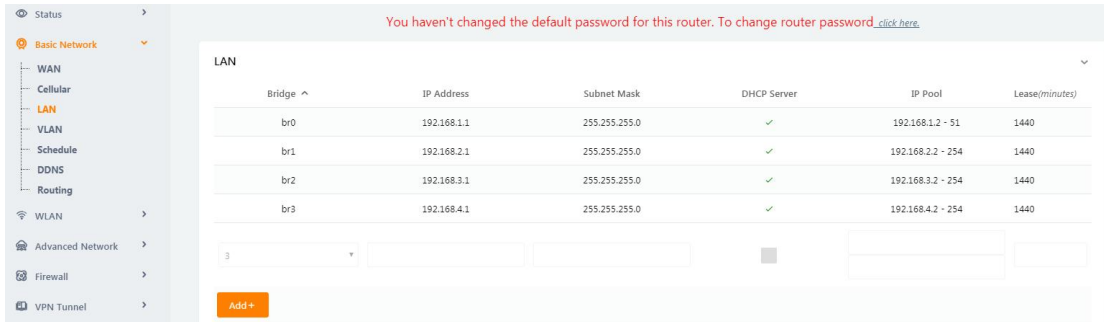 Status
You haven't changed the default password for this router. To change router password click here.
Basic Network
WAN
Cellular
LAN
VLAN
Schedule
DDNS
Routing
WLAN
Advanced Network
Firewall
VPN Tunnel
LAN
Bridge IP Address Subnet Mask DHCP Server IP Pool Lease(minutes)
br0 192.168.1.1 255.255.255.0 192.168.1.2 - 51 1440
br1 192.168.2.1 255.255.255.0 192.168.2.2 - 254 1440
br2 192.168.3.1 255.255.255.0 192.168.3.2 - 254 1440
br3 192.168.4.1 255.255.255.0 192.168.4.2 - 254 1440
3
Add+